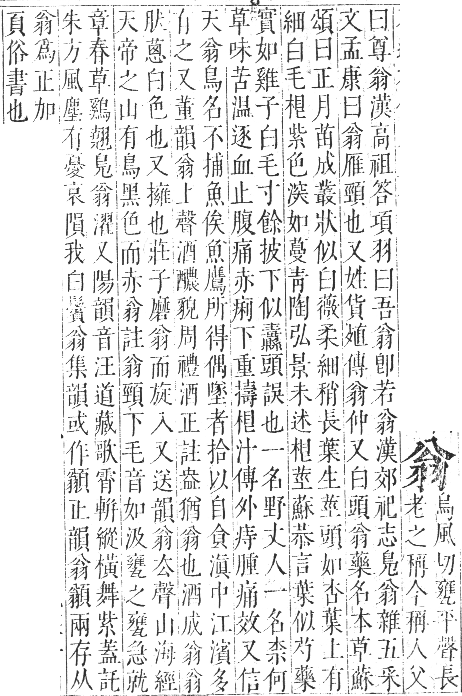 翁烏風切甕平聲長
老之稱今稱人父
曰尊翁漢高祖答項羽曰吾翁卽若翁漢郊祀志鳧翁雜五采
文孟康曰翁雁頸也又姓貨殖傳翁仲又白頭翁藥名本草蘇
頌曰正月苗成叢狀似白薇柔細稍長葉生莖頭如杏葉上有
細白毛根紫色深如蔓靑陶弘景未述根莖蘇恭言葉似芍藥
實如雞子白毛寸餘披下似纛頭誤也一名野丈人一名柰何
草味苦温逐血止腹痛赤痢下重擣根汁傅外痔腫痛效又信
天翁鳥名不捕魚俟魚鷹所得偶墜者拾以自食滇中江濱多
有之又董韻翁上聲酒醲貌周禮酒正註盎猶翁也酒成翁翁
肰蔥白色也又擁也莊子磨翁而旋入又送韻翁去聲山海經
天帝之山有鳥黑色而赤翁註翁頸下毛音如汲甕之甕急就
章春草鷄翹鳧翁濯又陽韻音汪道藏歌霄軿縱橫舞紫蓋託
朱方風塵有憂哀隕我白鬢翁集韻或作𩔚正韻翁𩔚兩存从
翁爲正加
頁俗書也